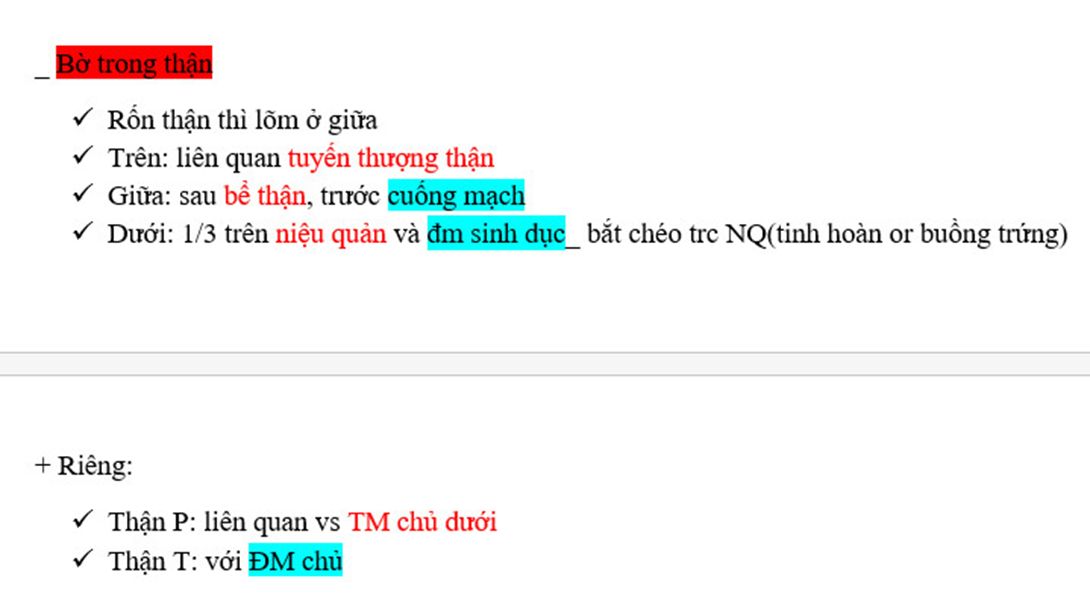 _ Bờ trong thận
✓ Rốn thận thì lõm ở giữa
✓ Trên: liên quan tuyến thượng thận
✓ Giữa: sau bể thận, trước cuống mạch
✓ Dưới: 1/3 trên niệu quản và đm sinh dục_ bắt chéo trc NQ(tinh hoàn or buồng trứng)
+ Riêng:
✓ Thận P: liên quan vs TM chủ dưới
✓ Thận T: với ĐM chủ